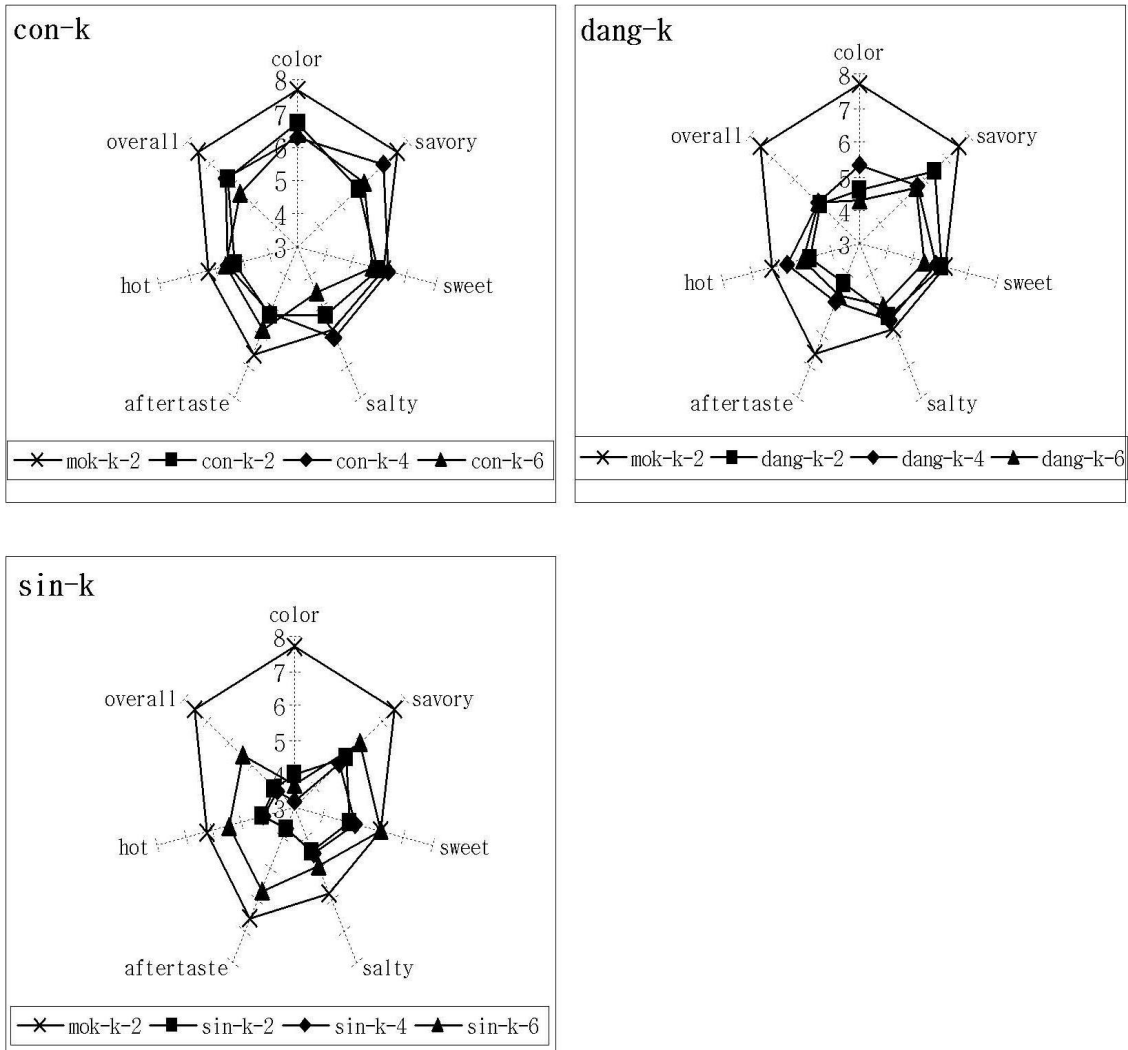 con-k
color
8
7
6
5
4
3
overall
savory
hot
sweet
aftertaste
salty
mok-k-2 con-k-2 con-k-4 con-k-6
dang-k
color
8
7
6
5
4
3
overall
savory
hot
sweet
aftertaste
salty
mok-k-2 dang-k-2 dang-k-4 dang-k-6
sin-k
color
8
7
6
5
4
3
overall
savory
hot
sweet
aftertaste
salty
mok-k-2 sin-k-2 sin-k-4 sin-k-6